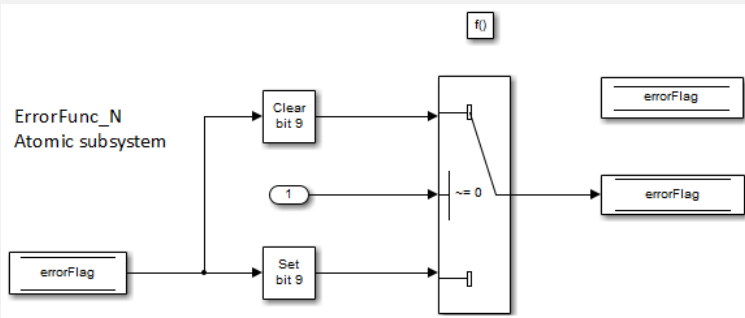 f()
ErrorFunc_N
Atomic subsystem
Clear
bit 9
errorFlag
1
~= 0
errorFlag
errorFlag
Set
bit 9